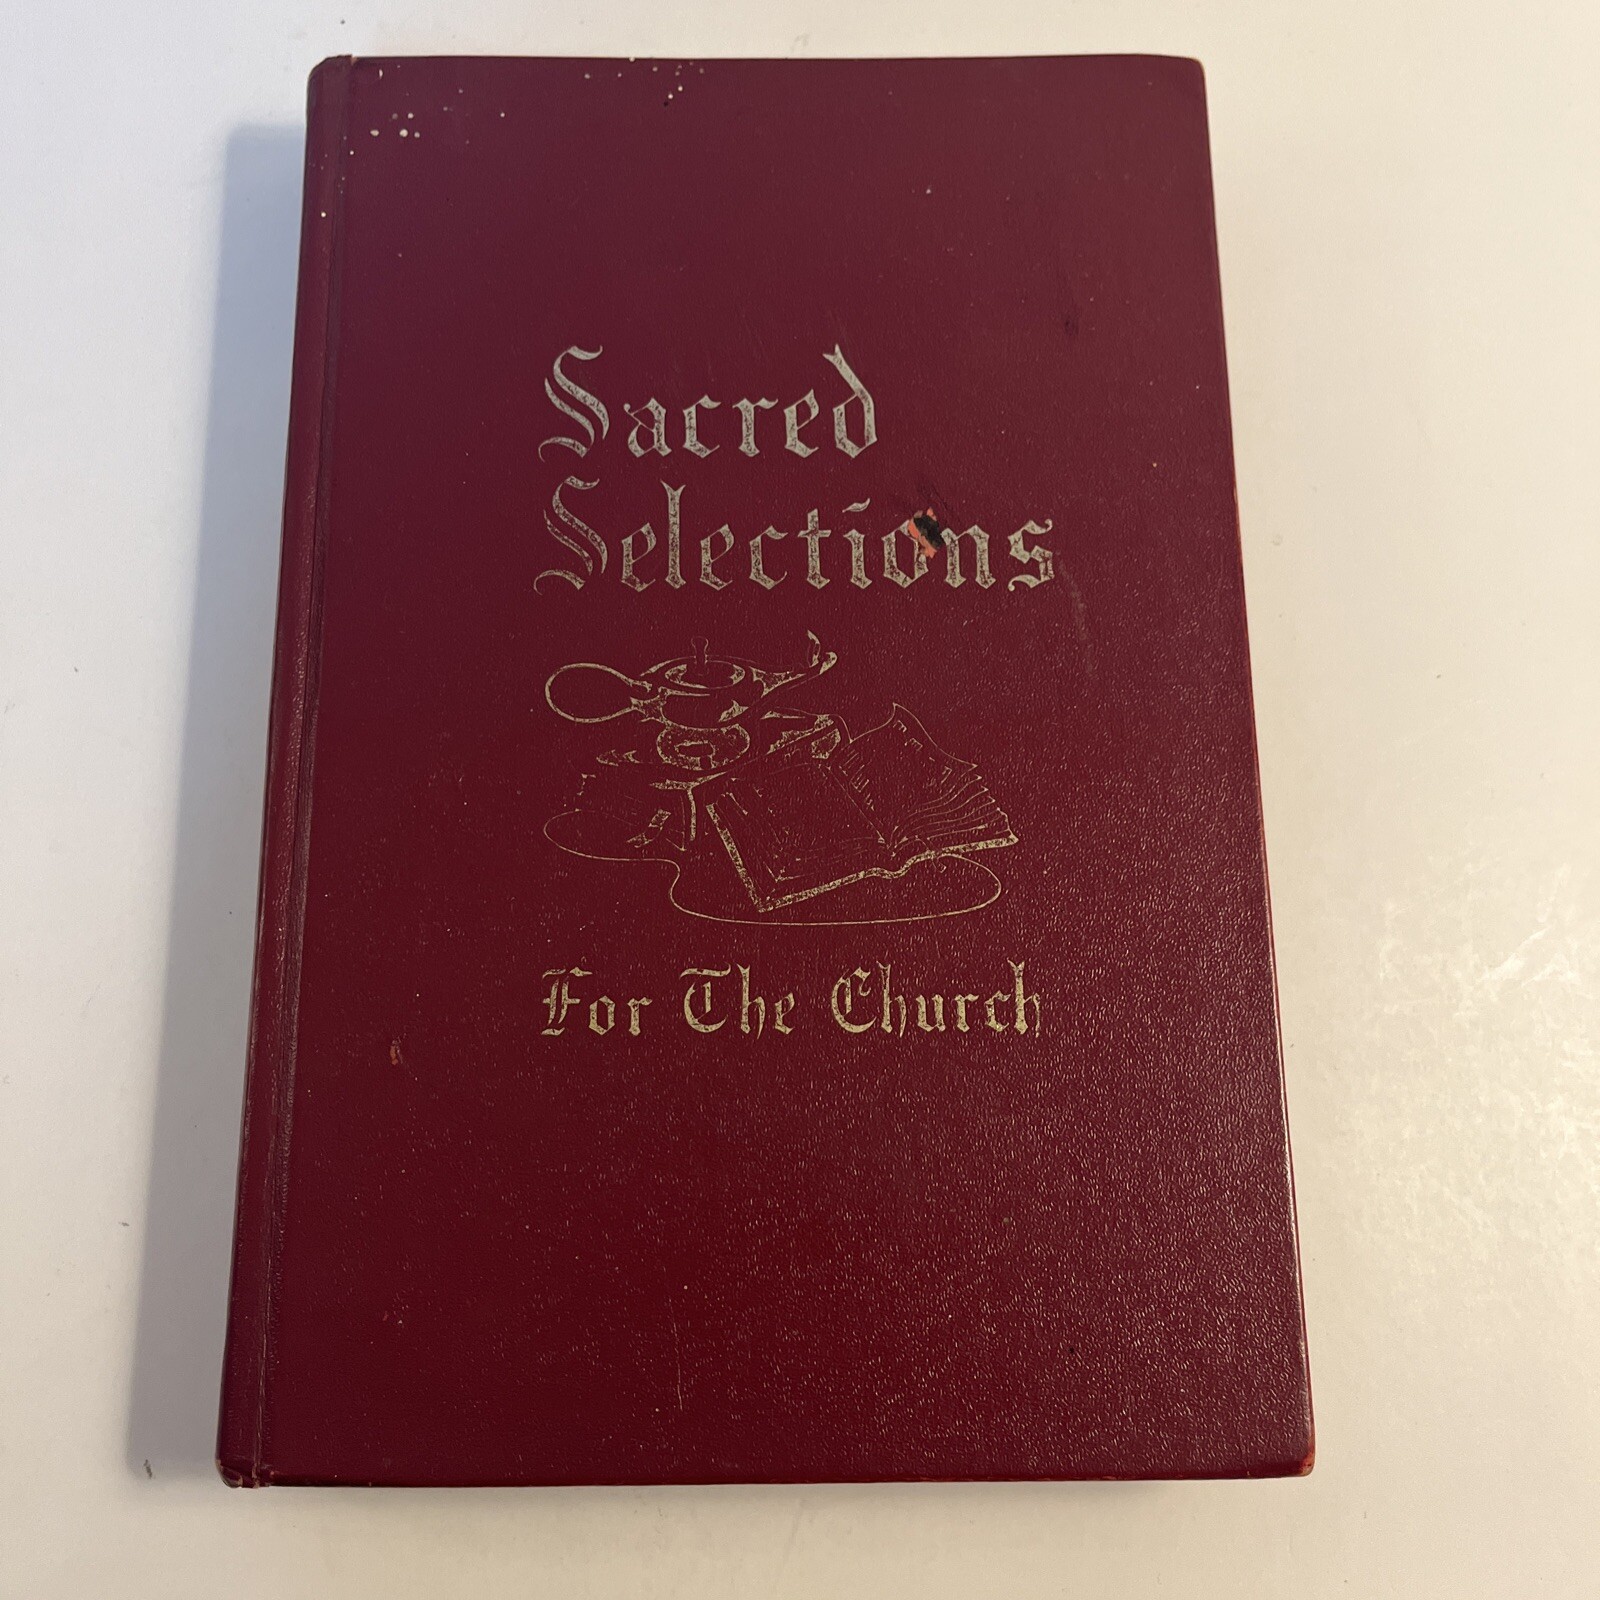 Sacred
Selections
For The Church